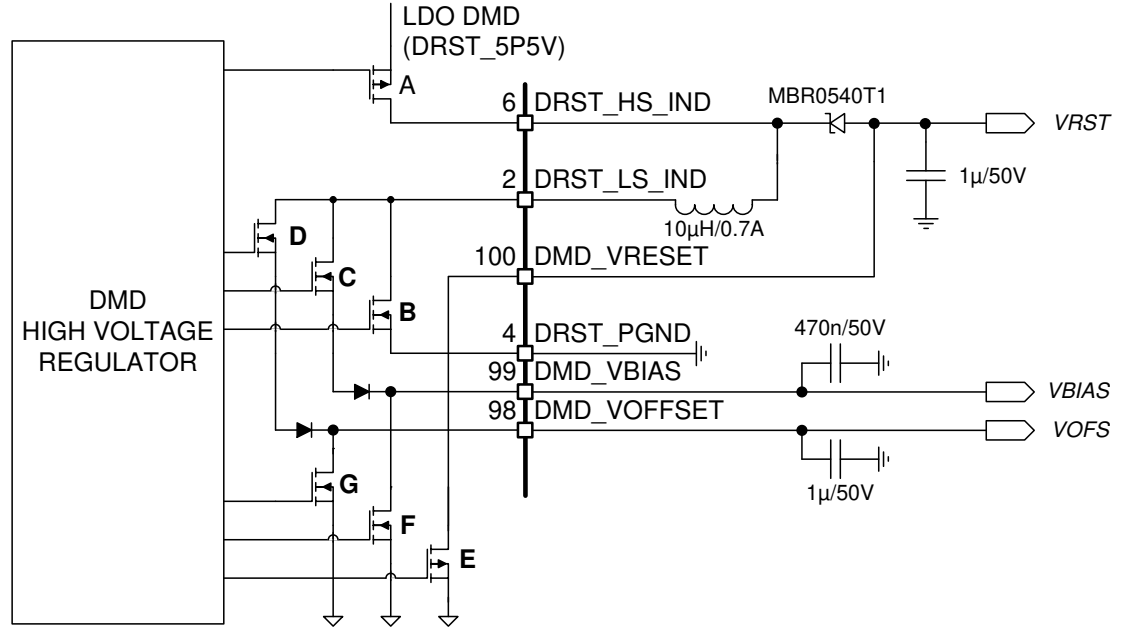 LDO DMD
(DRST_5P5V)
A
6 DRST_HS_IND
MBR0540T1
VRST
1µ/50V
2 DRST_LS_IND
10µH/0.7A
D
C
B
100 DMD_VRESET
DMD
HIGH VOLTAGE
REGULATOR
4 DRST_PGND
470n/50V
99 DMD_VBIAS
VBIAS
98 DMD_VOFFSET
VOFS
1µ/50V
G
F
E